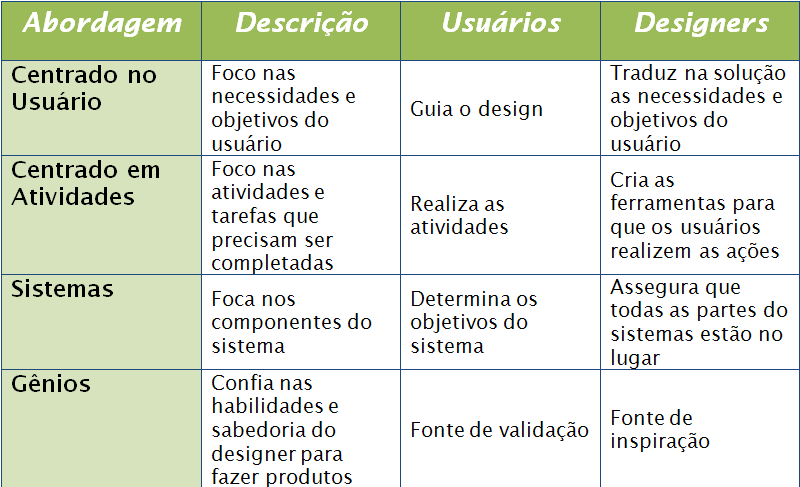 Abordagem
Descrição
Usuários
Designers
Centrado no
Usuário
Foco nas
necessidades e
objetivos do
usuário
Guia o design
Traduz na solução
as necessidades e
objetivos do
usuário
Centrado em
Atividades
Foco nas
atividades e
tarefas que
precisam ser
completadas
Realiza as
atividades
Cria as
ferramentas para
que os usuários
realizem as ações
Sistemas
Foca nos
componentes do
sistema
Determina os
objetivos do
sistema
Assegura que
todas as partes do
sistemas estão no
lugar
Gênios
Confia nas
habilidades e
sabedoria do
designer para
fazer produtos
Fonte de validação
Fonte de
inspiração